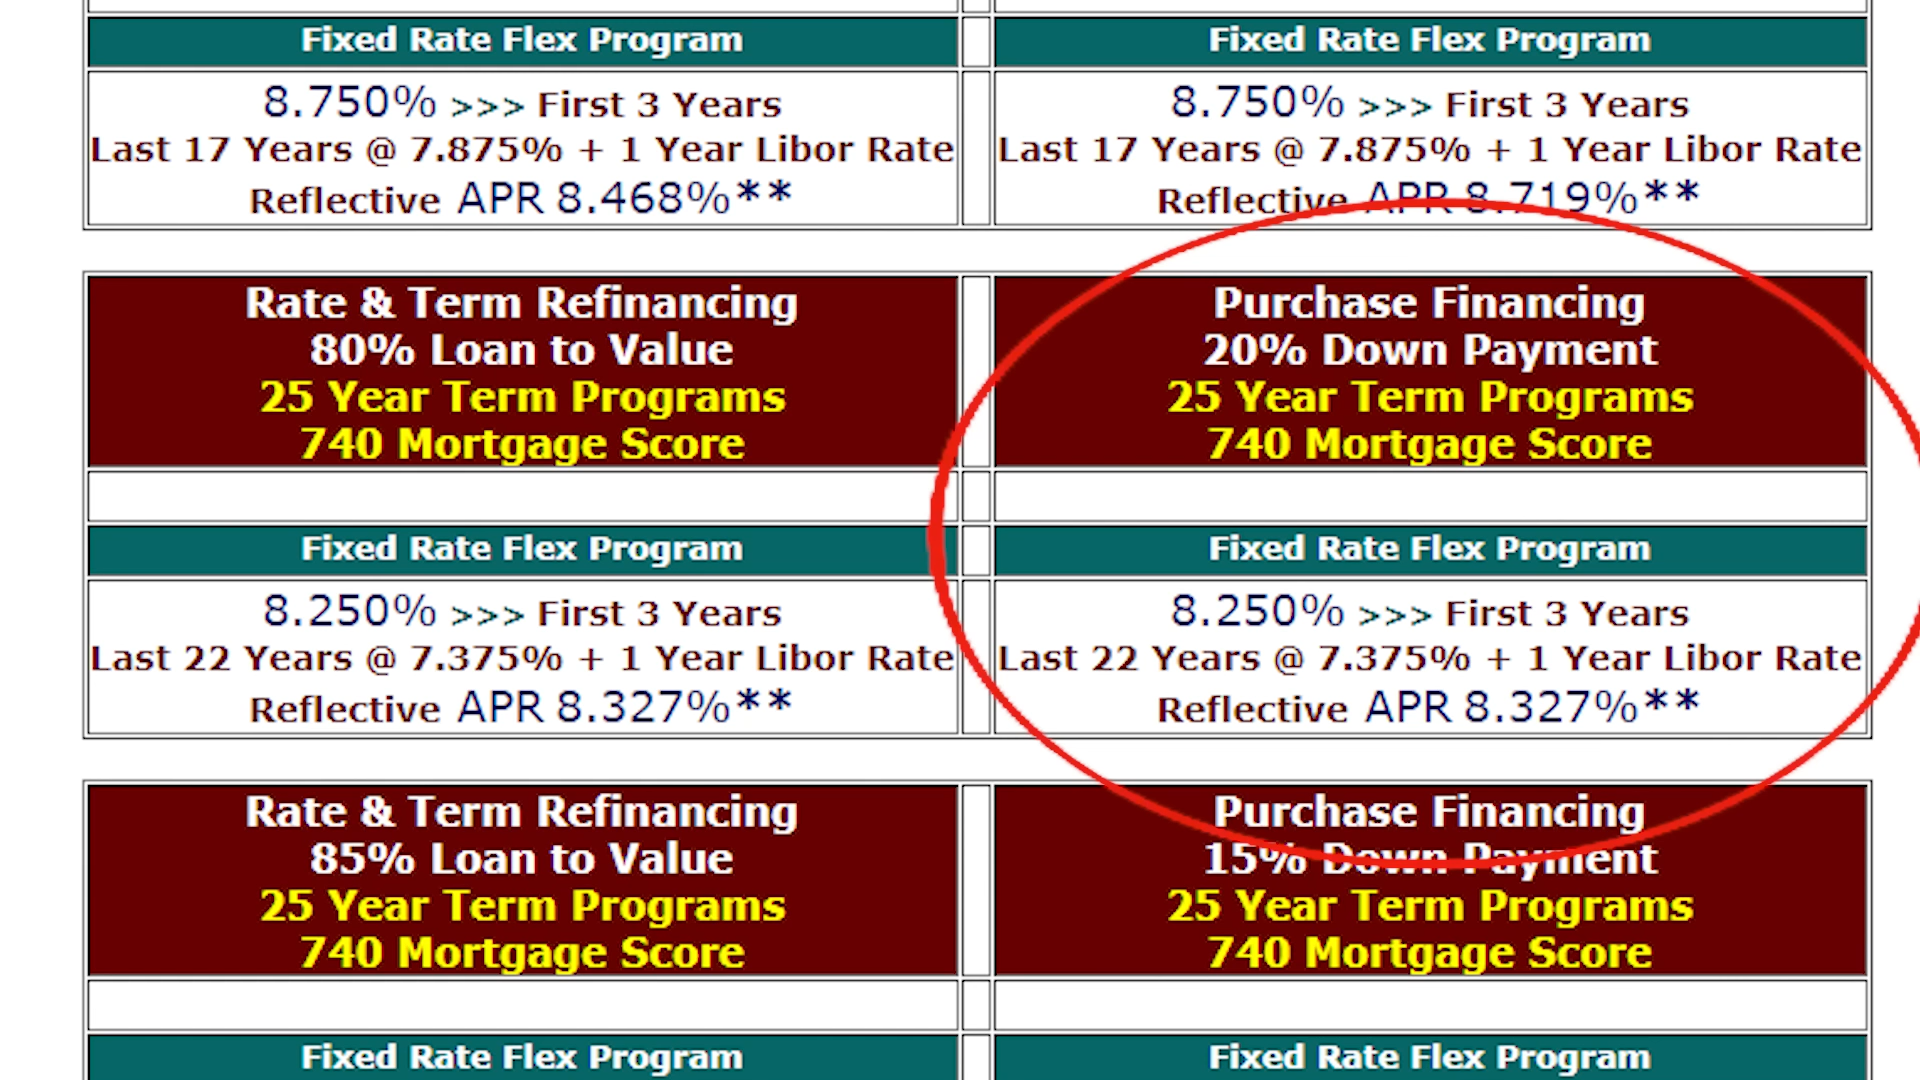 Fixed Rate Flex Program
8.750% >>> First 3 Years
Last 17 Years @ 7.875% + 1 Year Libor Rate
Reflective APR 8.468%**
Fixed Rate Flex Program
8.750% >>> First 3 Years
Last 17 Years @ 7.875% + 1 Year Libor Rate
Reflective APR 8.719%**
Rate & Term Refinancing
80% Loan to Value
25 Year Term Programs
740 Mortgage Score
Purchase Financing
20% Down Payment
25 Year Term Programs
740 Mortgage Score
Fixed Rate Flex Program
8.250% >>> First 3 Years
Last 22 Years @ 7.375% + 1 Year Libor Rate
Reflective APR 8.327%**
Fixed Rate Flex Program
8.250% >>> First 3 Years
Last 22 Years @ 7.375% + 1 Year Libor Rate
Reflective APR 8.327%**
Rate & Term Refinancing
85% Loan to Value
25 Year Term Programs
740 Mortgage Score
Purchase Financing
15% Down Payment
25 Year Term Programs
740 Mortgage Score
Fixed Rate Flex Program
Fixed Rate Flex Program